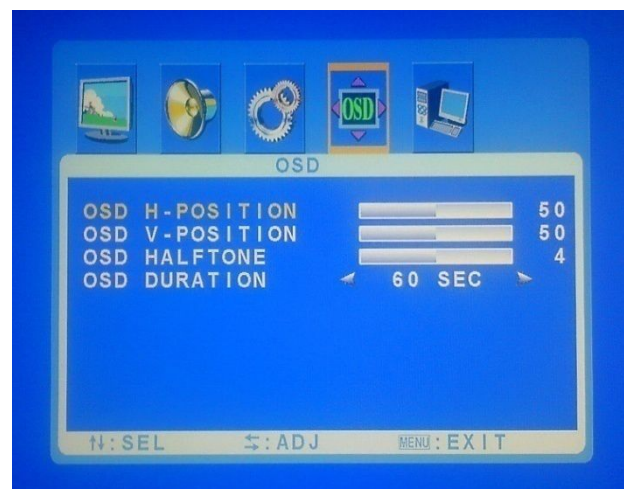 OSD
OSD
OSD H-POSITION 50
OSD V-POSITION 50
OSD HALFTONE 4
OSD DURATION 60 SEC
:SEL :ADJ MENU :EXIT